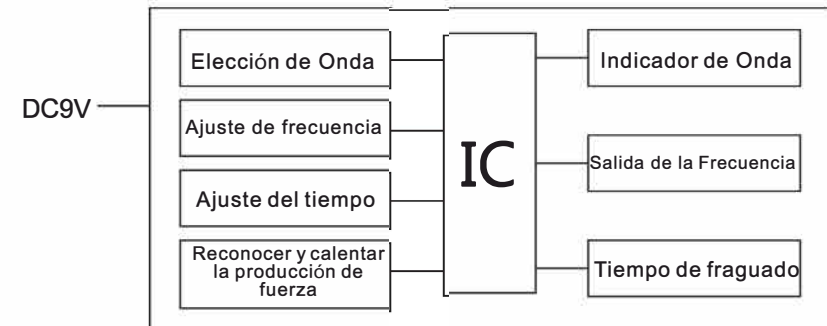 DC9V
Elección de Onda
Ajuste de frecuencia
Ajuste del tiempo
Reconocer y calentar
la producción de
fuerza
IC
Indicador de Onda
Salida de la Frecuencia
Tiempo de fraguado